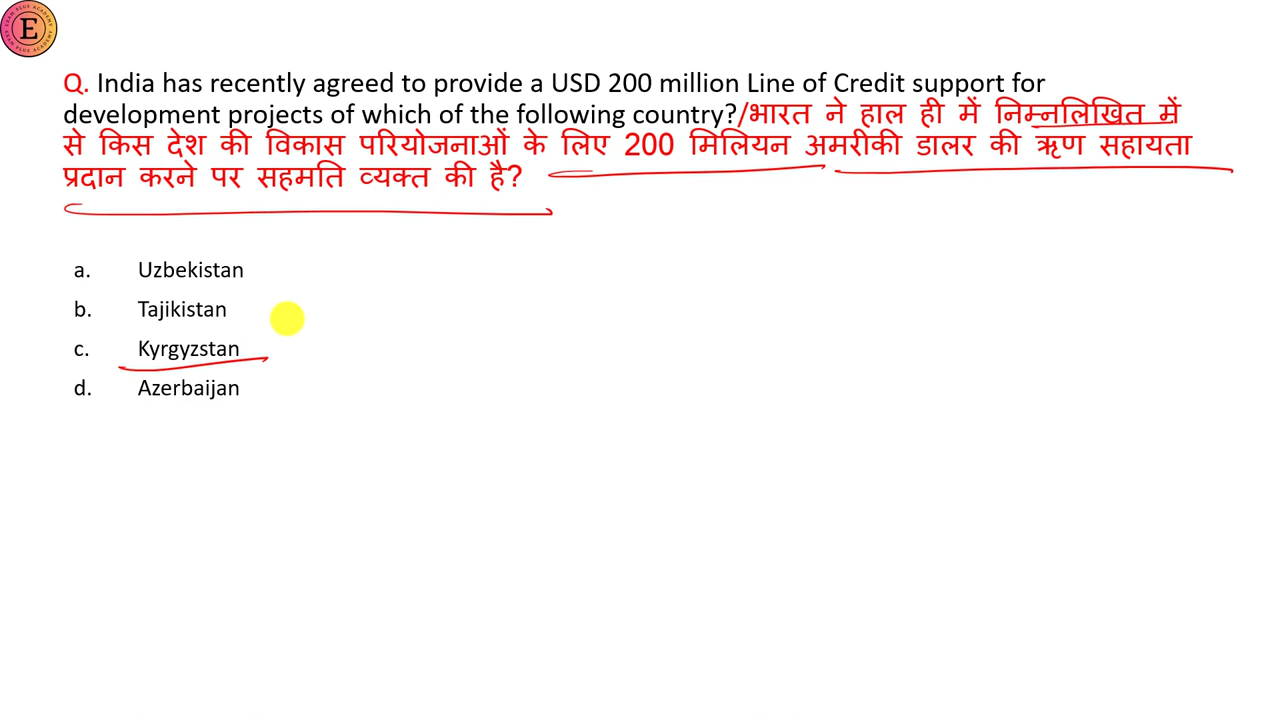 E
Q. India has recently agreed to provide a USD 200 million Line of Credit support for
development projects of which of the following country?/भारत ने हाल ही में निम्नलिखित में
से किस देश की विकास परियोजनाओं के लिए 200 मिलियन अमरीकी डालर की ऋण सहायता
प्रदान करने पर सहमति व्यक्त की है?
a. Uzbekistan
b. Tajikistan
c. Kyrgyzstan
d. Azerbaijan